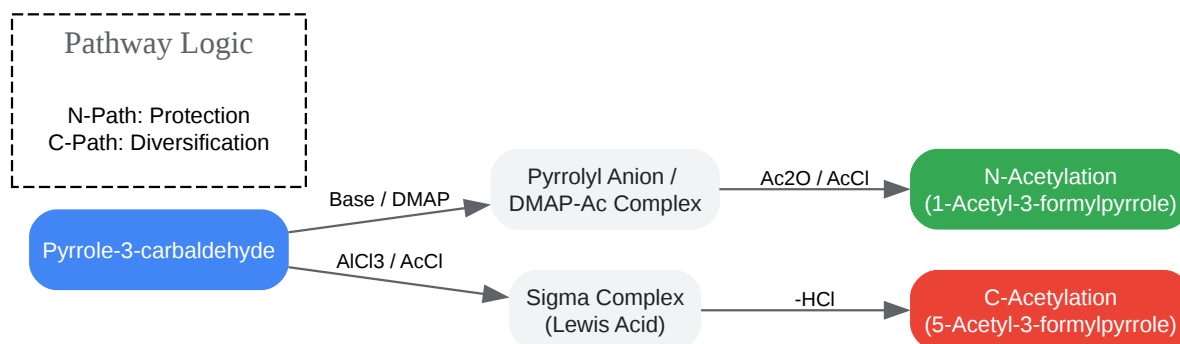 Pathway Logic
N-Path: Protection
C-Path: Diversification
Pyrrole-3-carbaldehyde
Base / DMAP
AlCl3 / AcCl
Pyrrolyl Anion /
DMAP-Ac Complex
Sigma Complex
(Lewis Acid)
Ac2O / AcCl
-HCl
N-Acetylation
(1-Acetyl-3-formylpyrrole)
C-Acetylation
(5-Acetyl-3-formylpyrrole)